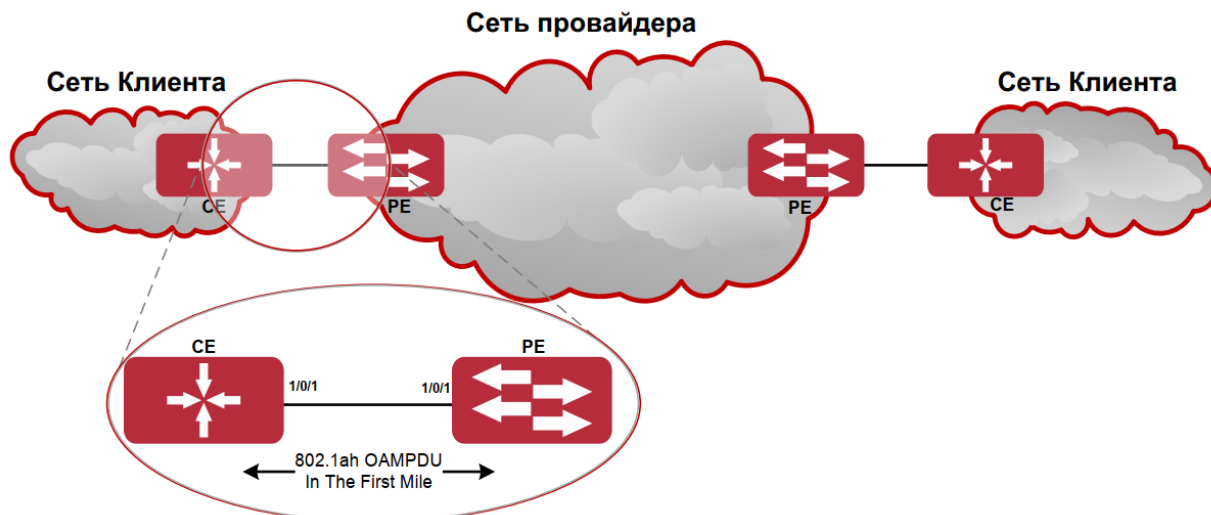 Сеть провайдера
Сеть Клиента
Сеть Клиента
CE
PE
PE
CE
CE
PE
1/0/1
1/0/1
802.1ah OAMPDU
In The First Mile